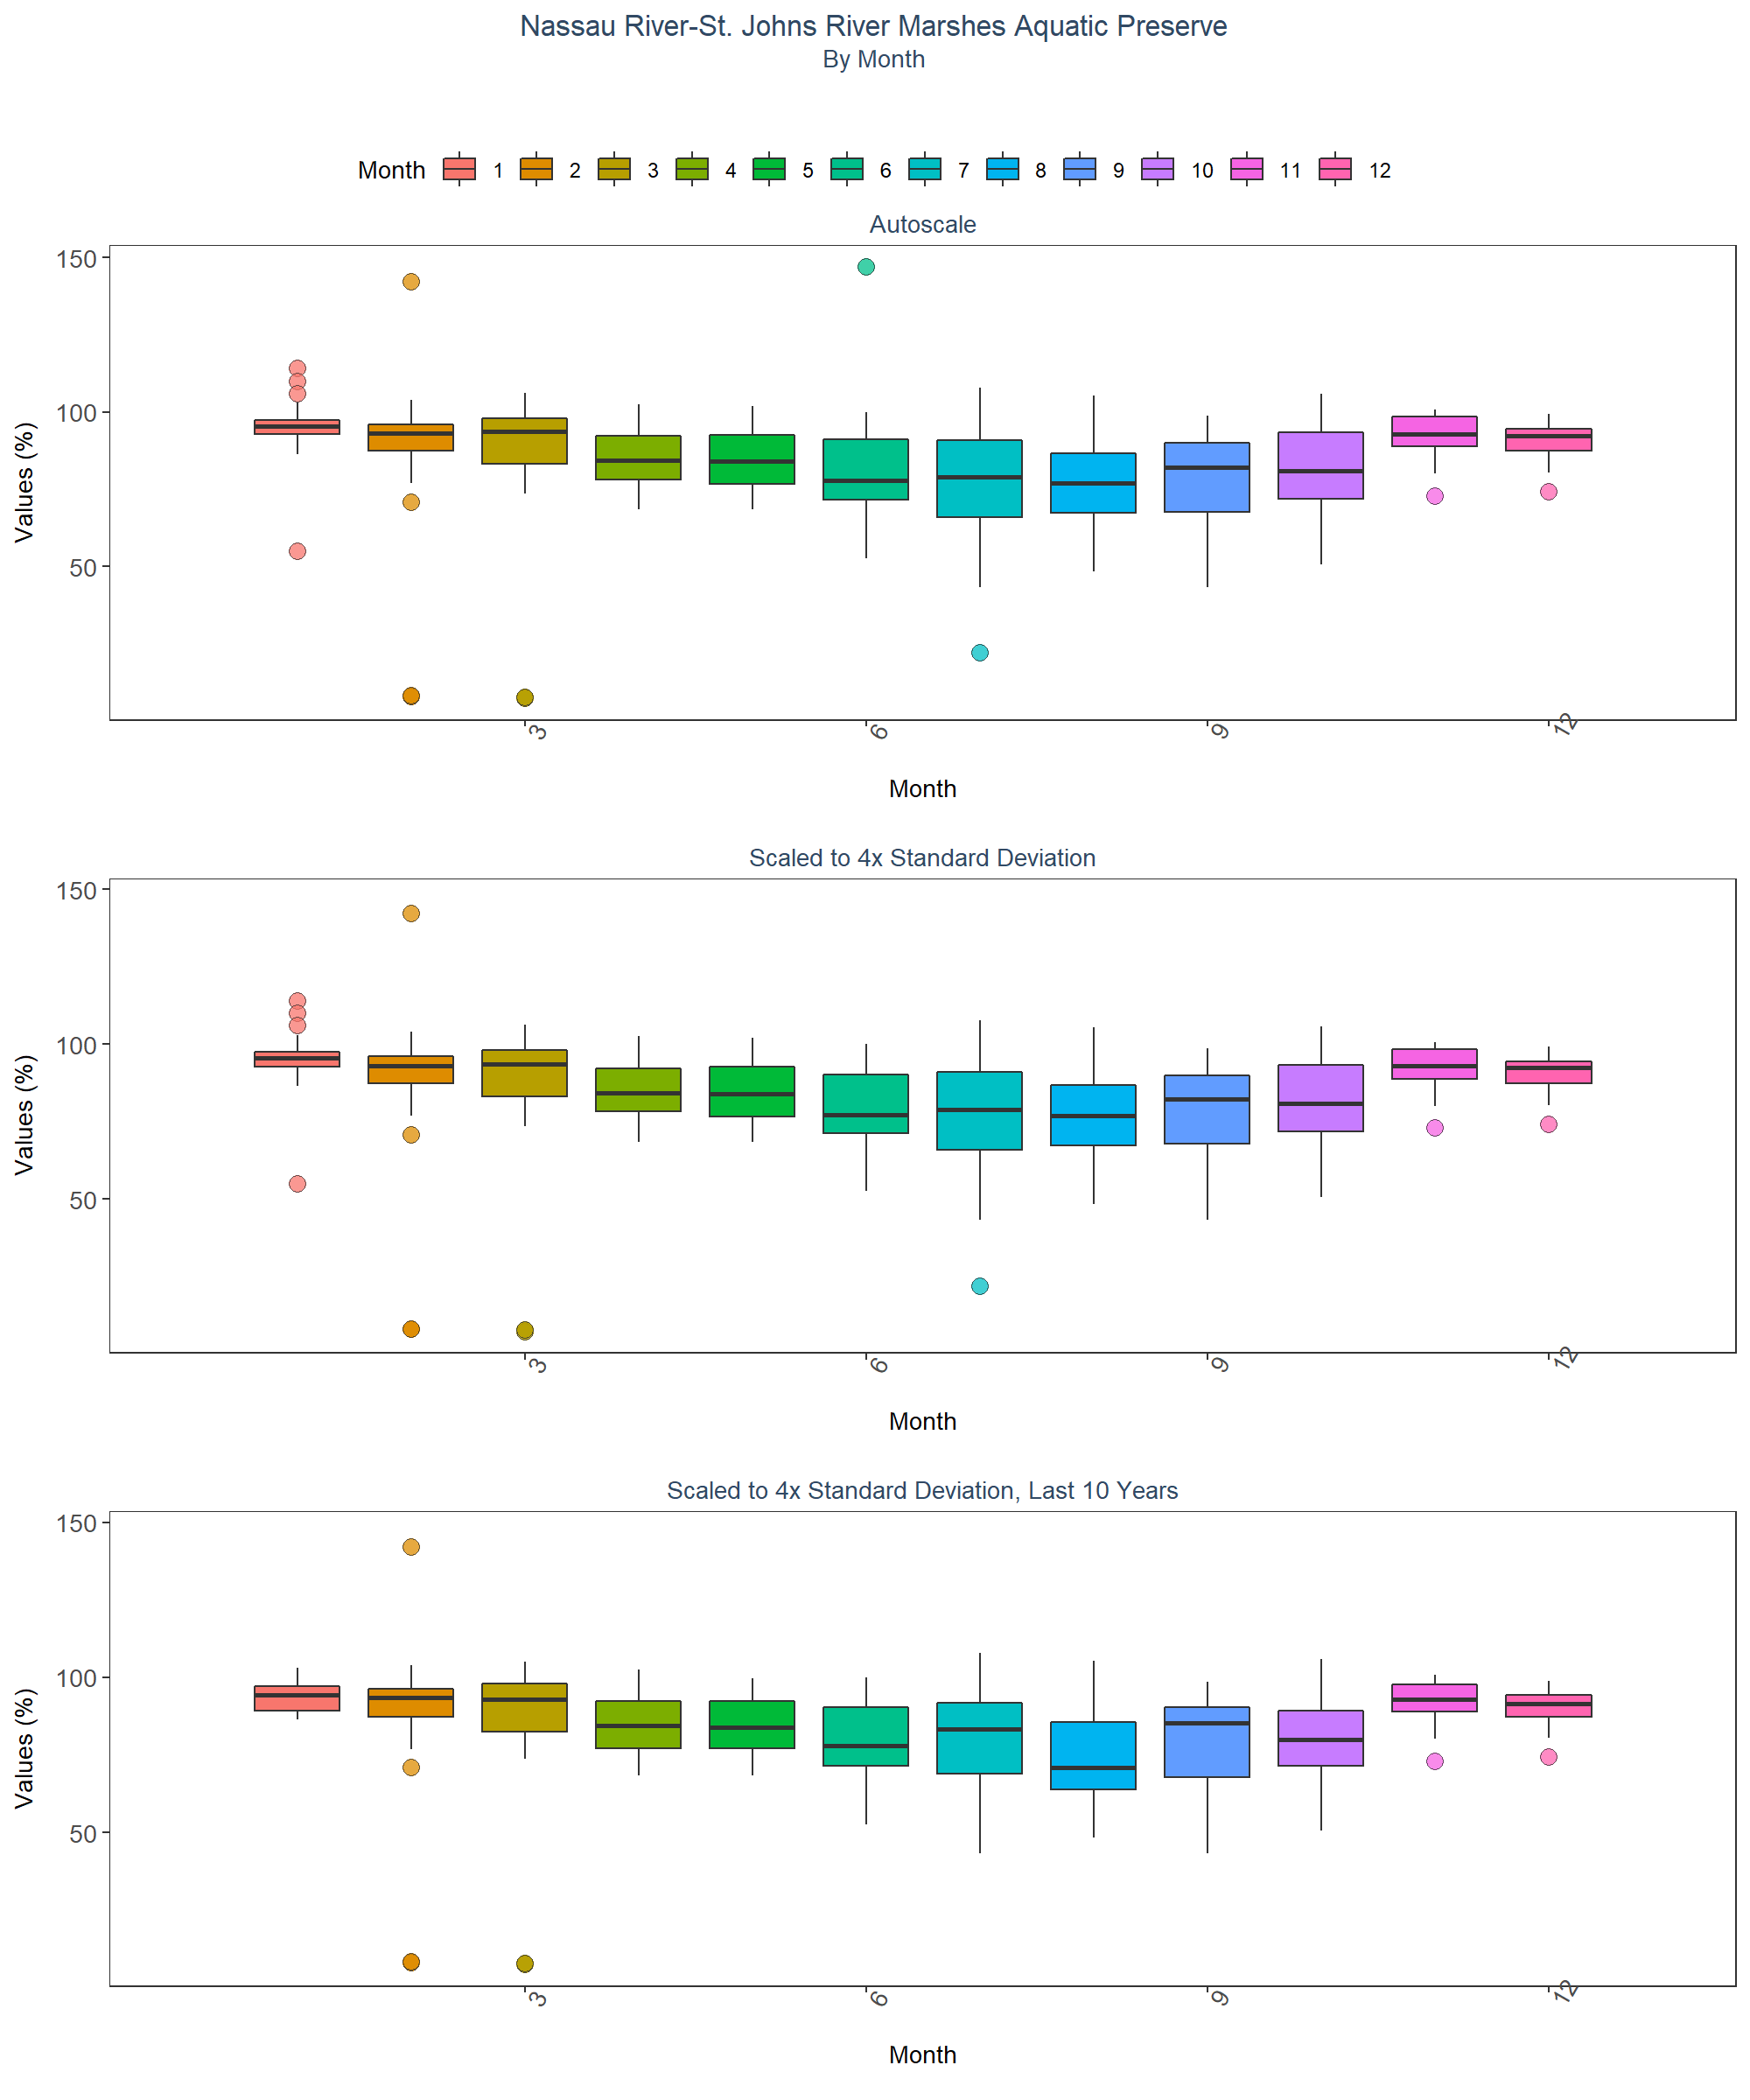 Nassau River-St. Johns River Marshes Aquatic Preserve
By Month
Month 1 2 3 4 5 6 7 8 9 10 11 12
Autoscale
Values (%)
150
100
50
3 6 9 12
Month
Scaled to 4x Standard Deviation
Values (%)
150
100
50
3 6 9 12
Month
Scaled to 4x Standard Deviation, Last 10 Years
Values (%)
150
100
50
3 6 9 12
Month